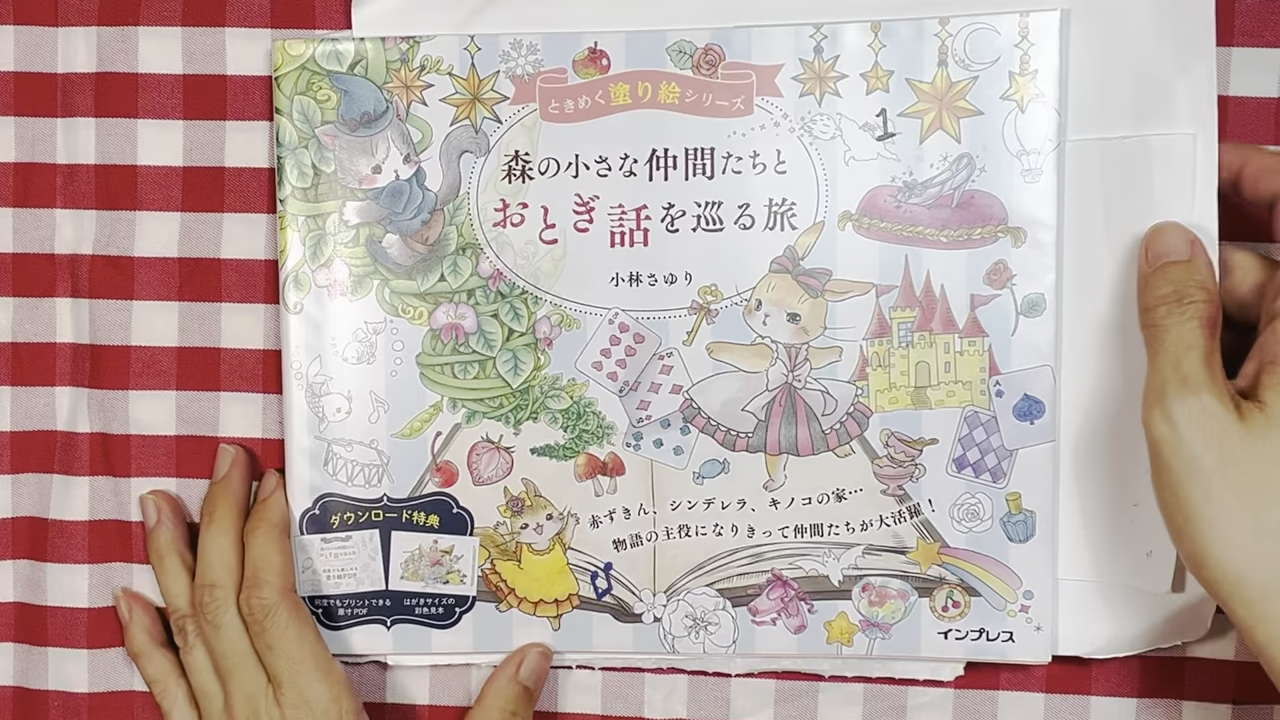 ときめく塗り絵シリーズ
森の小さな仲間たちと
おとぎ話を巡る旅
小林さゆり
1
赤ずきん、シンデレラ、キノコの家…
物語の主役になりきって仲間たちが大活躍!
ダウンロード特典
何度でもプリントできる
原寸PDF
はがきサイズの
彩色見本
インプレス